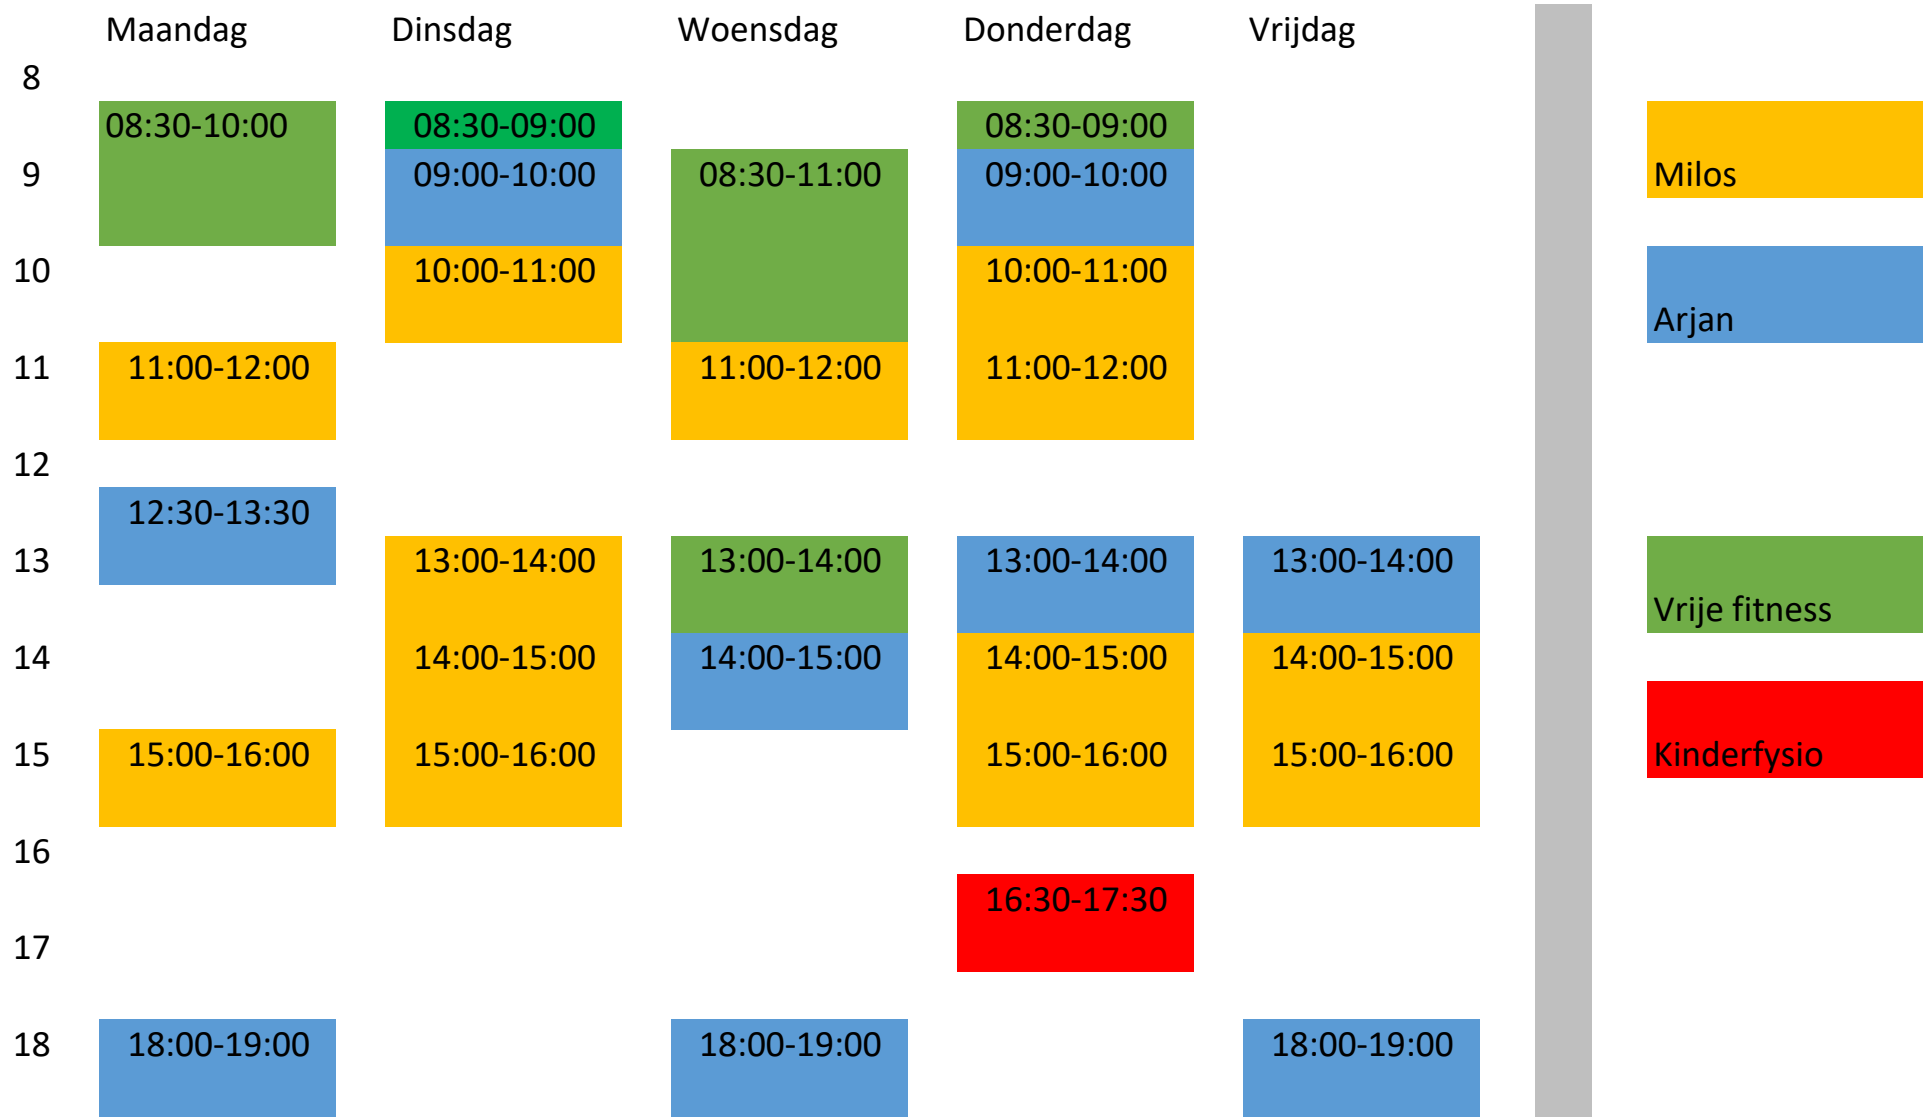 Maandag Dinsdag Woensdag Donderdag Vrijdag
8
08:30-10:00 08:30-09:00 08:30-09:00
9 09:00-10:00 08:30-11:00 09:00-10:00 Milos
10 10:00-11:00 10:00-11:00
Arjan
11 11:00-12:00 11:00-12:00 11:00-12:00
12
12:30-13:30
13 13:00-14:00 13:00-14:00 13:00-14:00 13:00-14:00
Vrije fitness
14 14:00-15:00 14:00-15:00 14:00-15:00 14:00-15:00
15 15:00-16:00 15:00-16:00 15:00-16:00 15:00-16:00 Kinderfysio
16
16:30-17:30
17
18 18:00-19:00 18:00-19:00 18:00-19:00